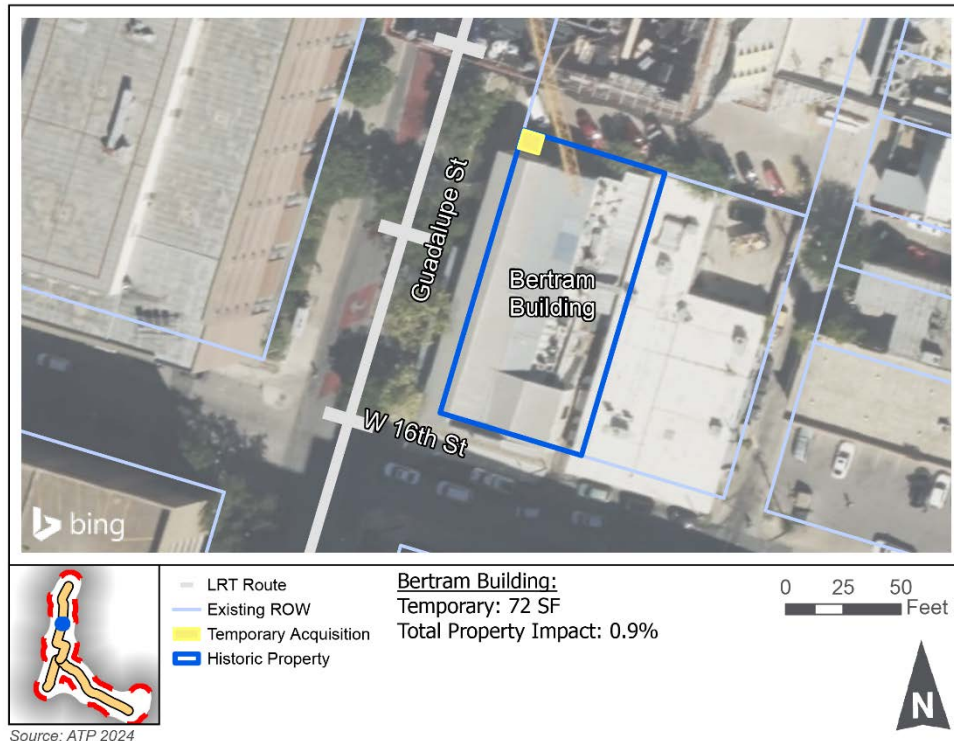 Guadalupe St
Bertram
Building
W 16th St
bing
LRT Route
Existing ROW
Temporary Acquisition
Historic Property
Bertram Building:
Temporary: 72 SF
Total Property Impact: 0.9%
0 25 50
Feet
N
Source: ATP 2024